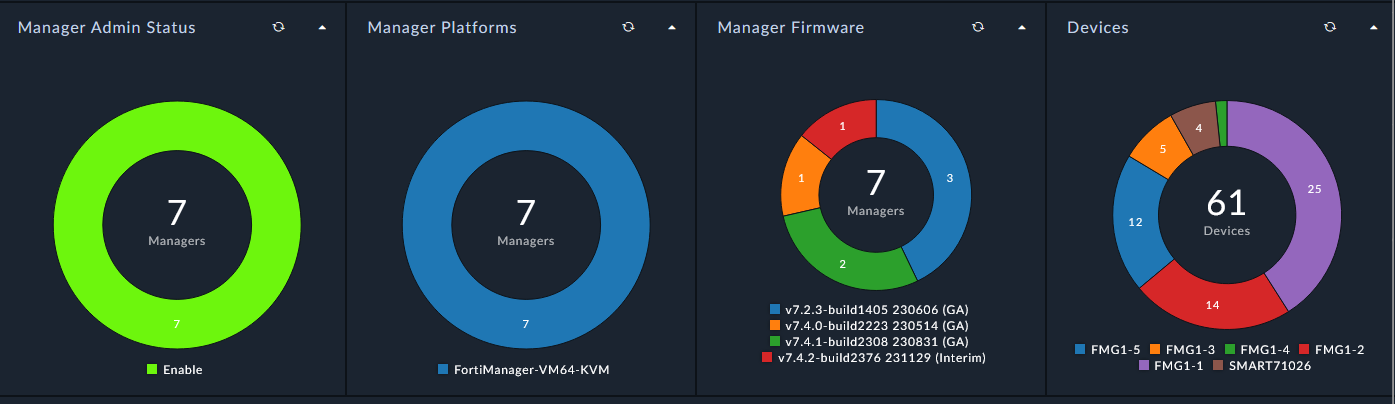 Manager Admin Status
7
Managers
7
Enable
Manager Platforms
7
Managers
7
FortiManager-VM64-KVM
Manager Firmware
1
3
1
7
Managers
2
v7.2.3-build1405 230606 (GA)
v7.4.0-build2223 230514 (GA)
v7.4.1-build2308 230831 (GA)
v7.4.2-build2376 231129 (Interim)
Devices
4
5
25
61
Devices
12
14
FMG1-5 FMG1-3 FMG1-4 FMG1-2
FMG1-1 SMART71026